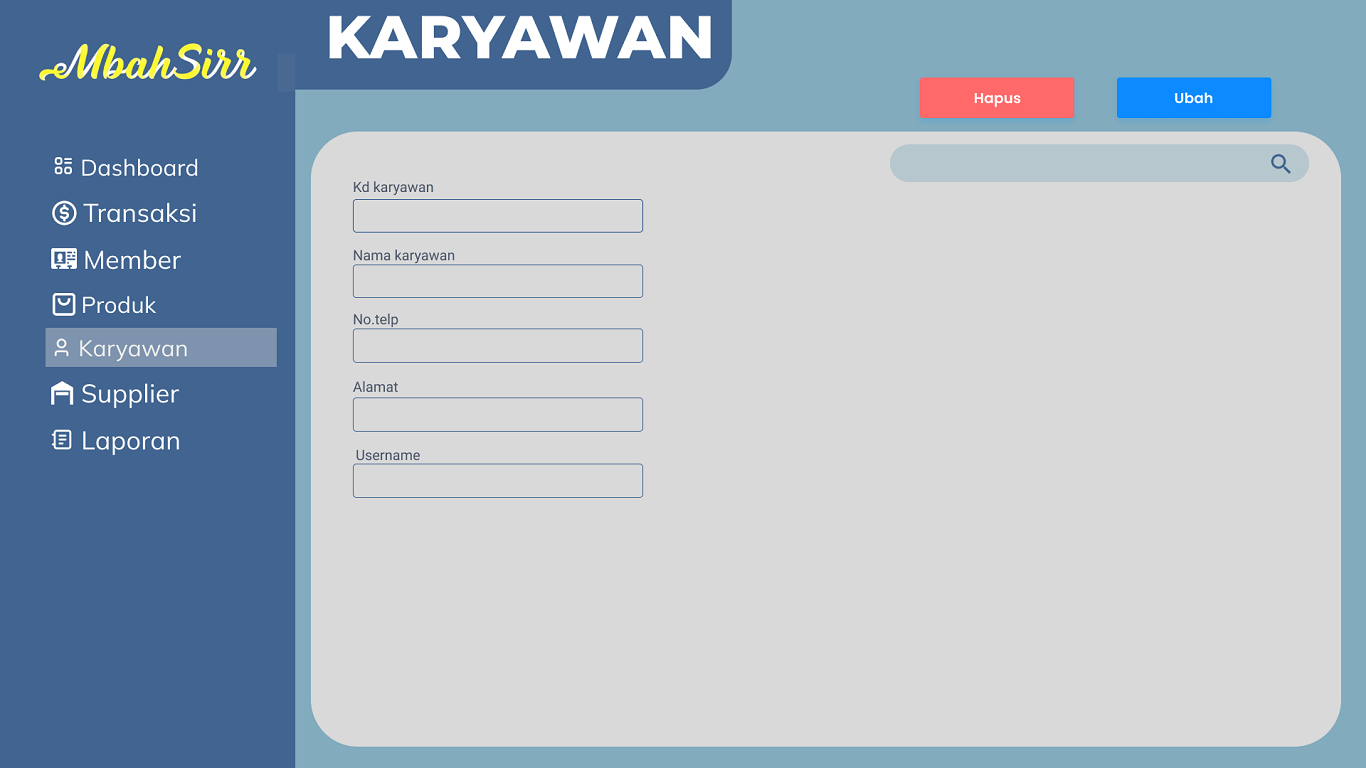 MbahSirr
Dashboard
Transaksi
Member
Produk
Karyawan
Supplier
Laporan
KARYAWAN
Hapus
Ubah
Kd karyawan
Nama karyawan
No.telp
Alamat
Username